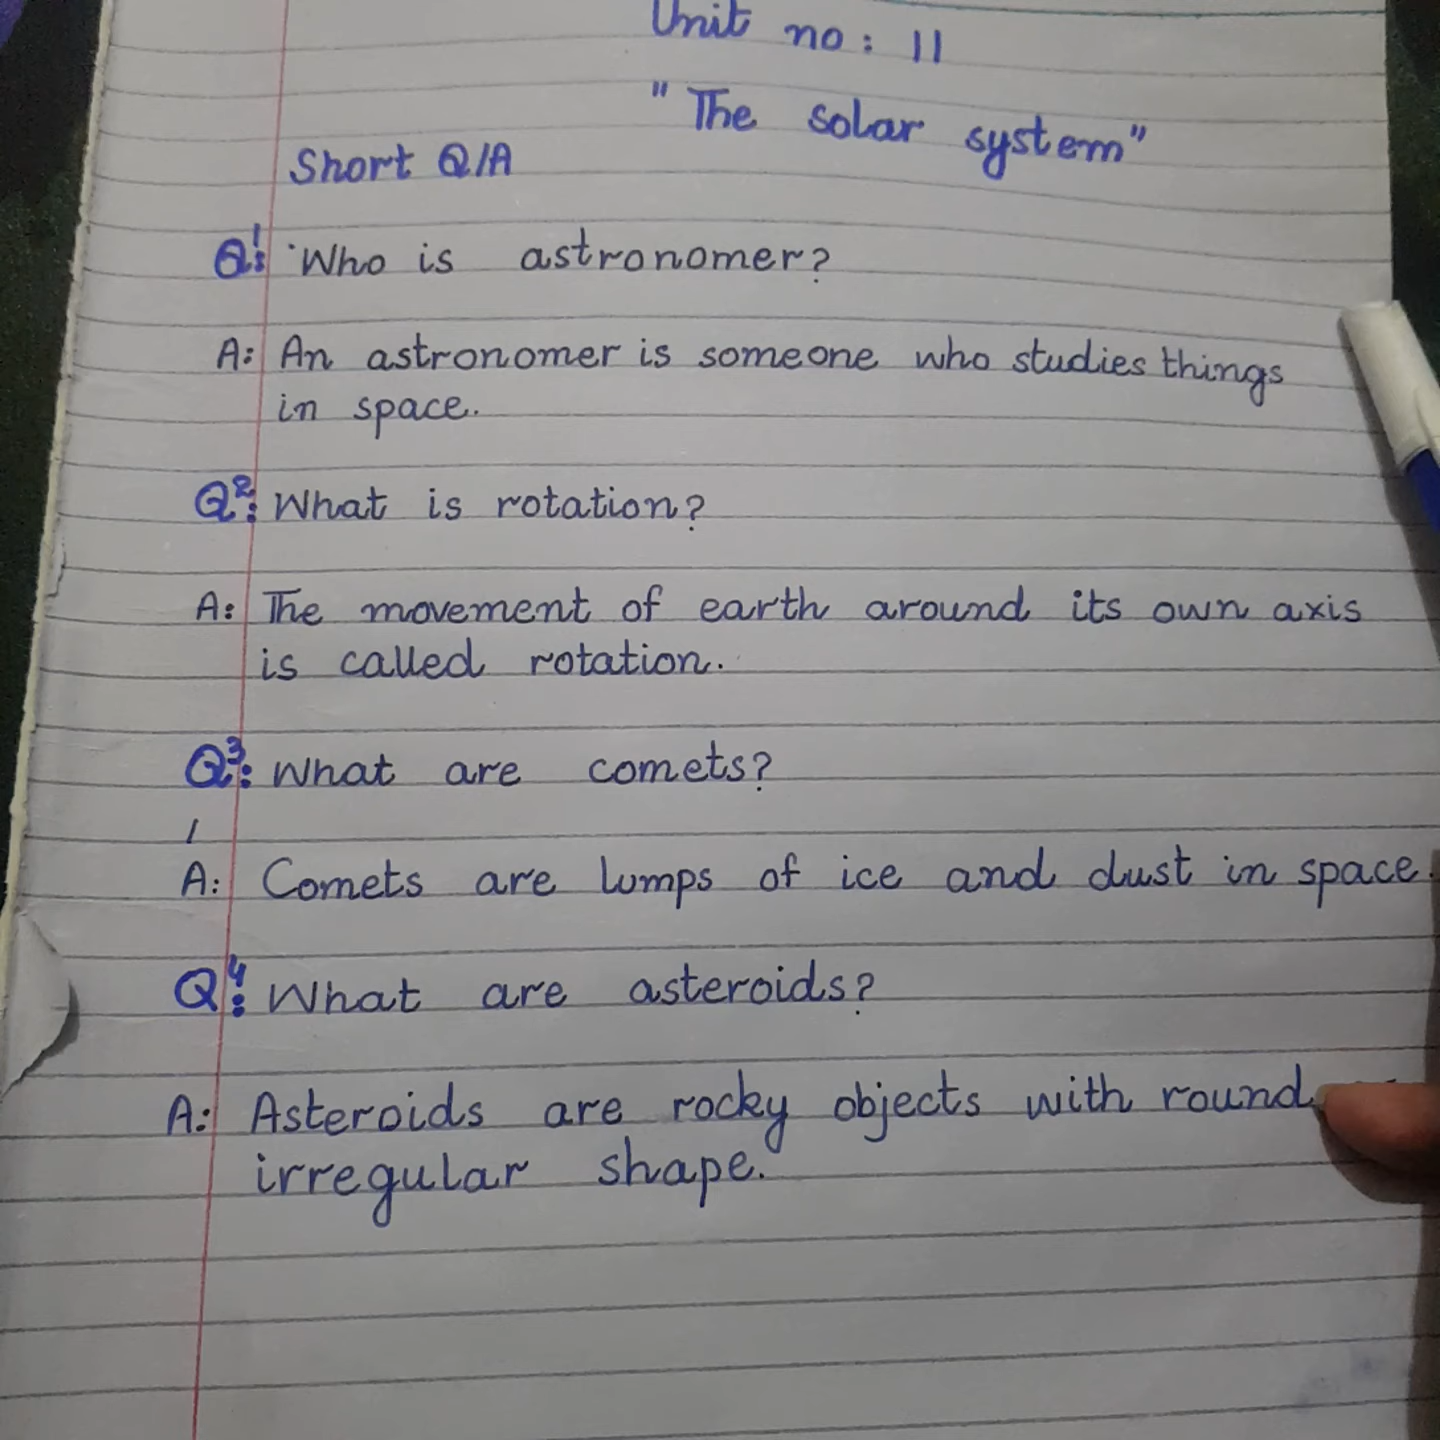 Unit no: 11
"The solar system"
Short Q/A
Q1: Who is astronomer?
A: An astronomer is someone who studies things
in space.
Q2: What is rotation?
A: The movement of earth around its own axis
is called rotation.
Q3: What are comets?
A: Comets are lumps of ice and dust in space.
Q4: What are asteroids?
A: Asteroids are rocky objects with round
irregular shape.